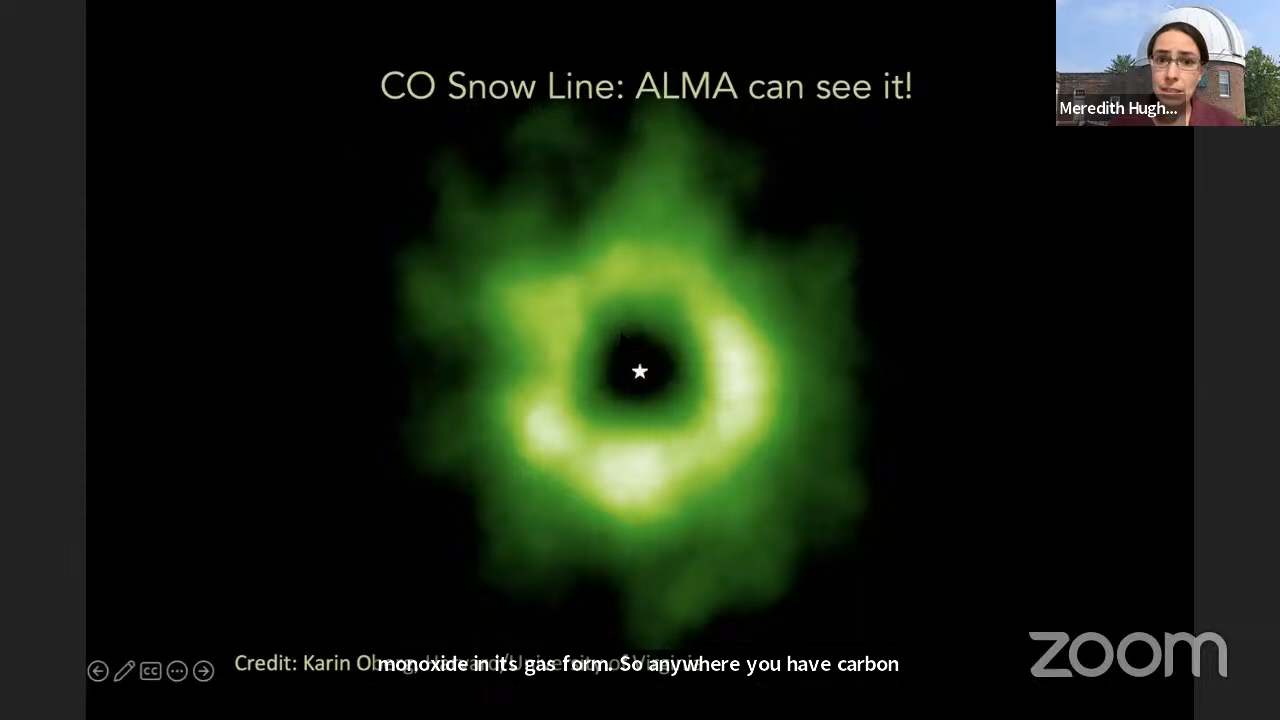 CO Snow Line: ALMA can see it!
Meredith Hugh...
Credit: Karin
monoxide in its gas form. So anywhere you have carbon
CC
zoom